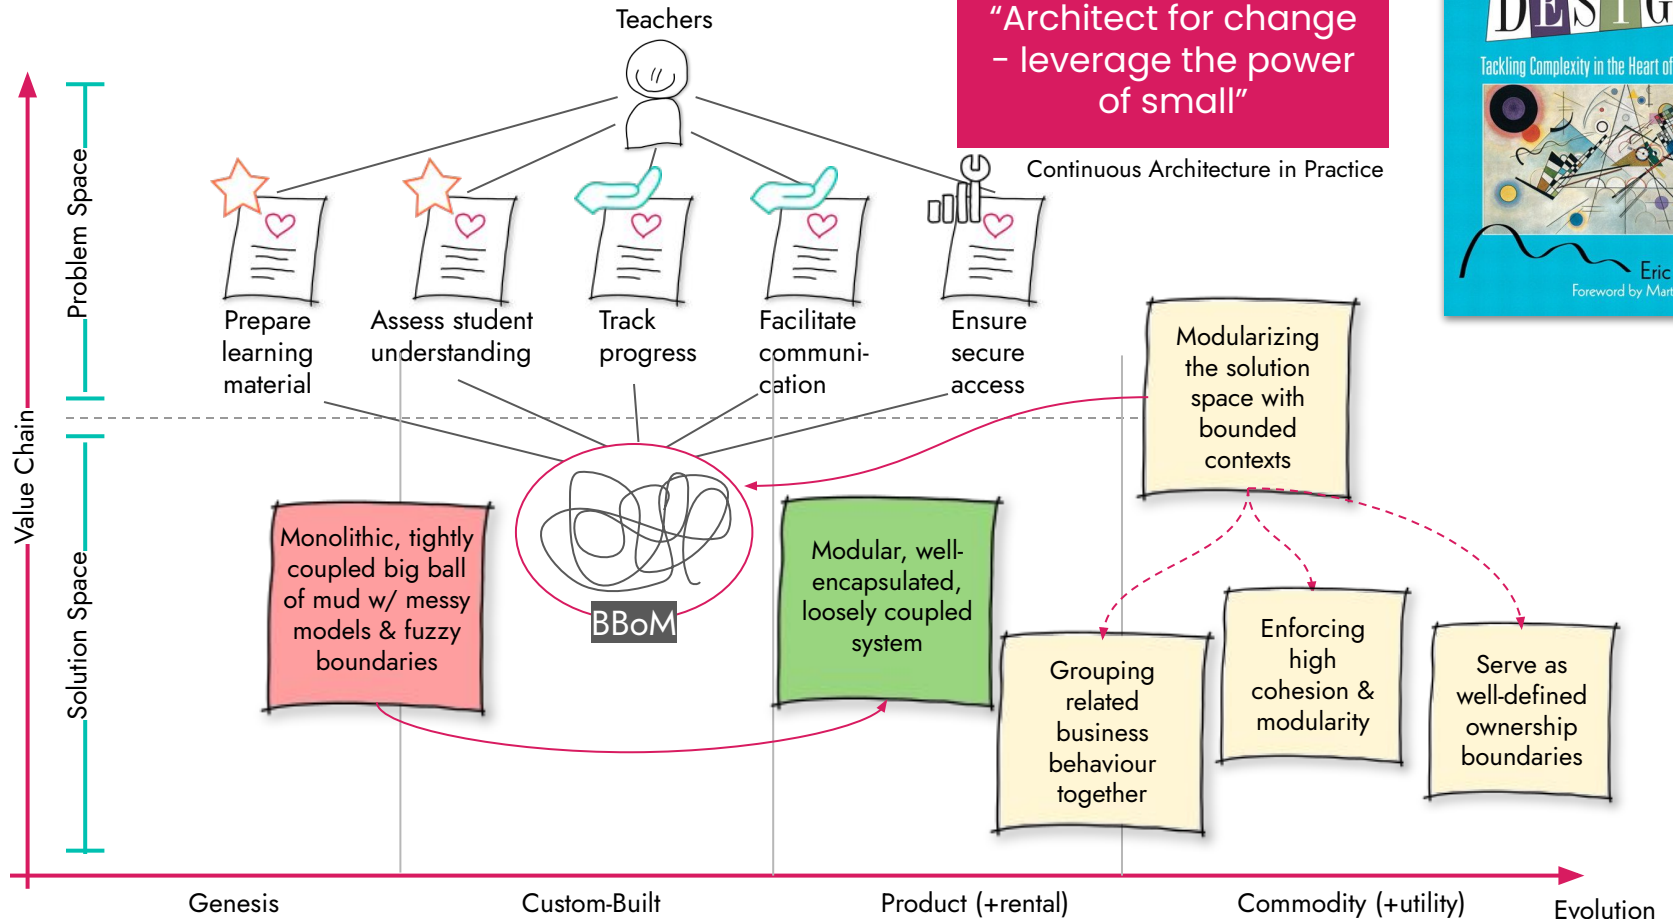 Teachers
“Architect for change
- leverage the power
of small”
Continuous Architecture in Practice
DESIG
Tackling Complexity in the Heart of
Eric
Foreword by Mart
Value Chain
Problem Space
Solution Space
Prepare
learning
material
Assess student
understanding
Track
progress
Facilitate
communi-
cation
Ensure
secure
access
Modularizing
the solution
space with
bounded
contexts
Monolithic, tightly
coupled big ball
of mud w/ messy
models & fuzzy
boundaries
BBoM
Modular, well-
encapsulated,
loosely coupled
system
Grouping
related
business
behaviour
together
Enforcing
high
cohesion &
modularity
Serve as
well-defined
ownership
boundaries
Genesis
Custom-Built
Product (+rental)
Commodity (+utility)
Evolution